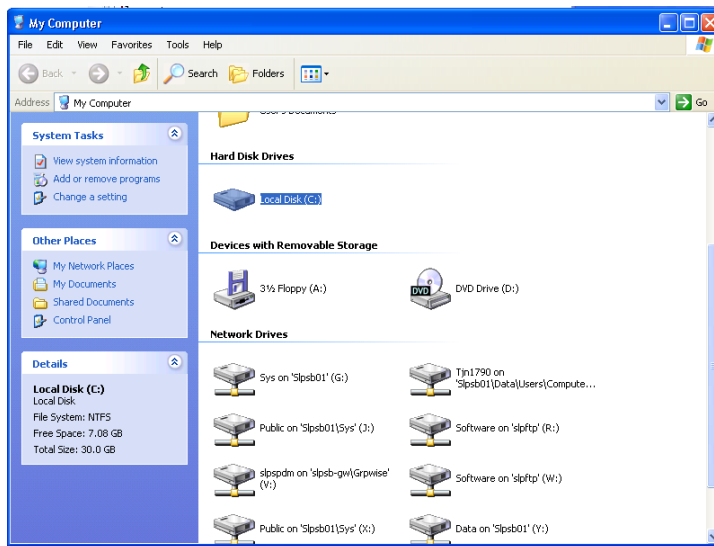 My Computer
File Edit View Favorites Tools Help
Back Search Folders
Address My Computer Go
System Tasks
View system information
Add or remove programs
Change a setting
Other Places
My Network Places
My Documents
Shared Documents
Control Panel
Details
Local Disk (C:)
Local Disk
File System: NTFS
Free Space: 7.08 GB
Total Size: 30.0 GB
User's Documents
Hard Disk Drives
Local Disk (C:)
Devices with Removable Storage
3½ Floppy (A:)
DVD
DVD Drive (D:)
Network Drives
Sys on 'Slpsb01' (G:)
Tjn1790 on
'Slpsb01\Data\Users\Compute...
Public on 'Slpsb01\Sys' (J:)
Software on 'slpftp' (R:)
slpspdm on 'slpsb-gw\Grpwise'
(V:)
Software on 'slpftp' (W:)
Public on 'Slpsb01\Sys' (X:)
Data on 'Slpsb01' (Y:)